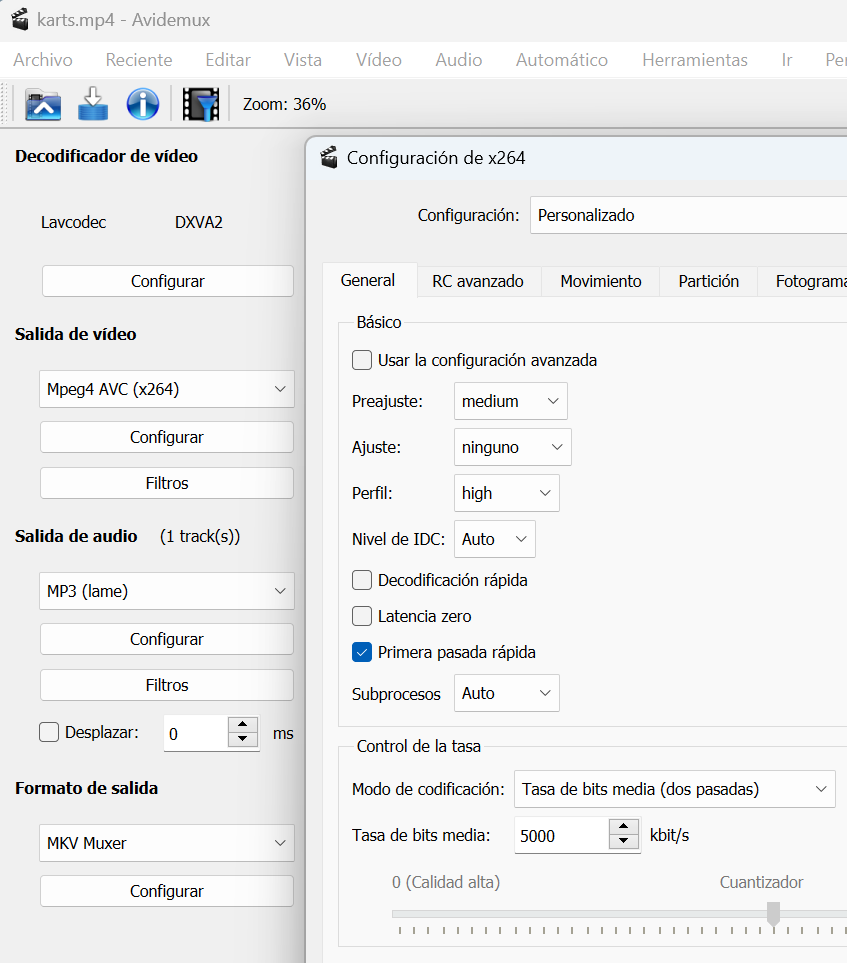 karts.mp4 - Avidemux
Archivo Reciente Editar Vista Vídeo Audio Automático Herramientas Ir
Zoom: 36%
Decodificador de vídeo
Lavcodec DXVA2
Configurar
Salida de vídeo
Mpeg4 AVC (x264)
Configurar
Filtros
Salida de audio (1 track(s))
MP3 (lame)
Configurar
Filtros
Desplazar: 0 ms
Formato de salida
MKV Muxer
Configurar
Configuración de x264
Configuración: Personalizado
General RC avanzado Movimiento Partición
Básico
Usar la configuración avanzada
Preajuste: medium
Ajuste: ninguno
Perfil: high
Nivel de IDC: Auto
Decodificación rápida
Latencia zero
Primera pasada rápida
Subprocesos Auto
Control de la tasa
Modo de codificación: Tasa de bits media (dos pasadas)
Tasa de bits media: 5000 kbit/s
0 (Calidad alta) Cuantizador